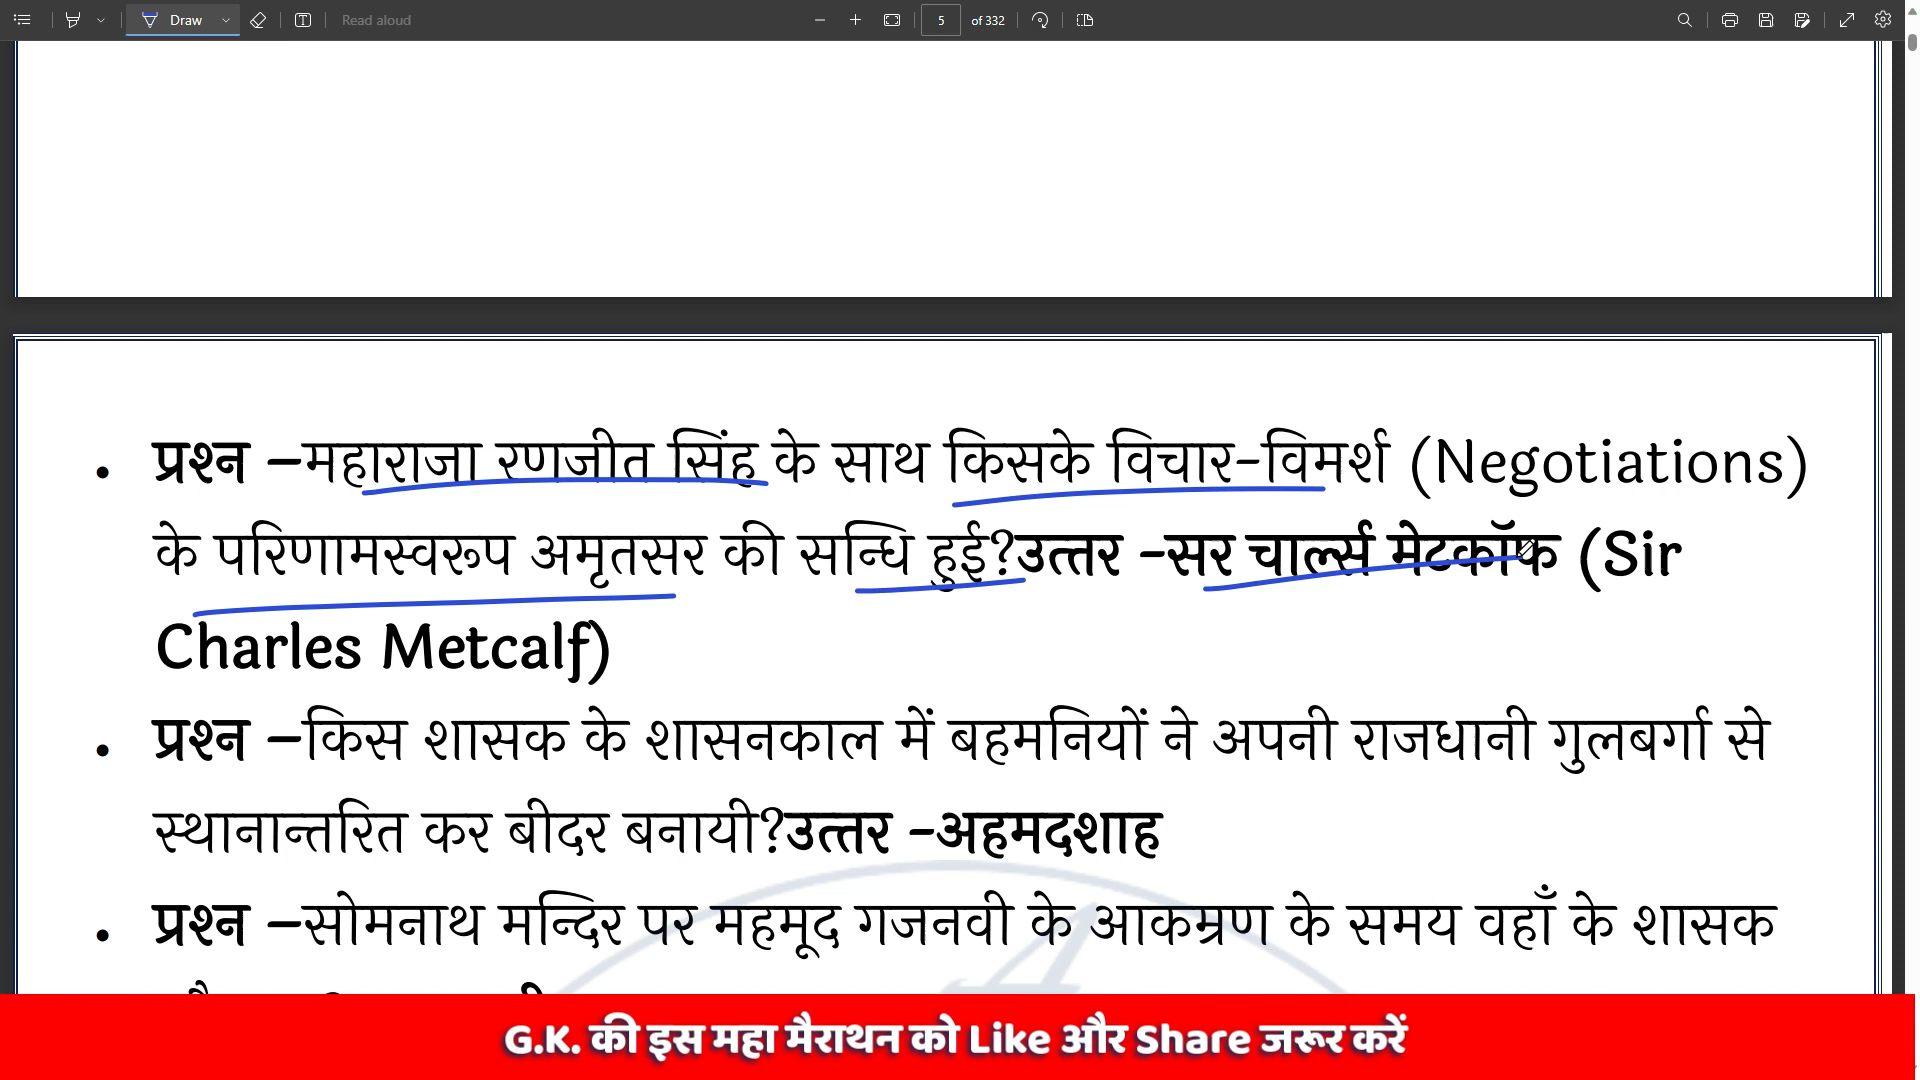 Draw
Read aloud
5 of 332
प्रश्न –महाराजा रणजीत सिंह के साथ किसके विचार-विमर्श (Negotiations)
के परिणामस्वरूप अमृतसर की सन्धि हुई?उत्तर -सर चार्ल्स मेटकॉफ (Sir
Charles Metcalf)
प्रश्न –किस शासक के शासनकाल में बहमनियों ने अपनी राजधानी गुलबर्गा से
स्थानान्तरित कर बीदर बनायी?उत्तर -अहमदशाह
प्रश्न –सोमनाथ मन्दिर पर महमूद गजनवी के आकम्रण के समय वहाँ के शासक
G.K. की इस महा मैराथन को Like और Share जरूर करें